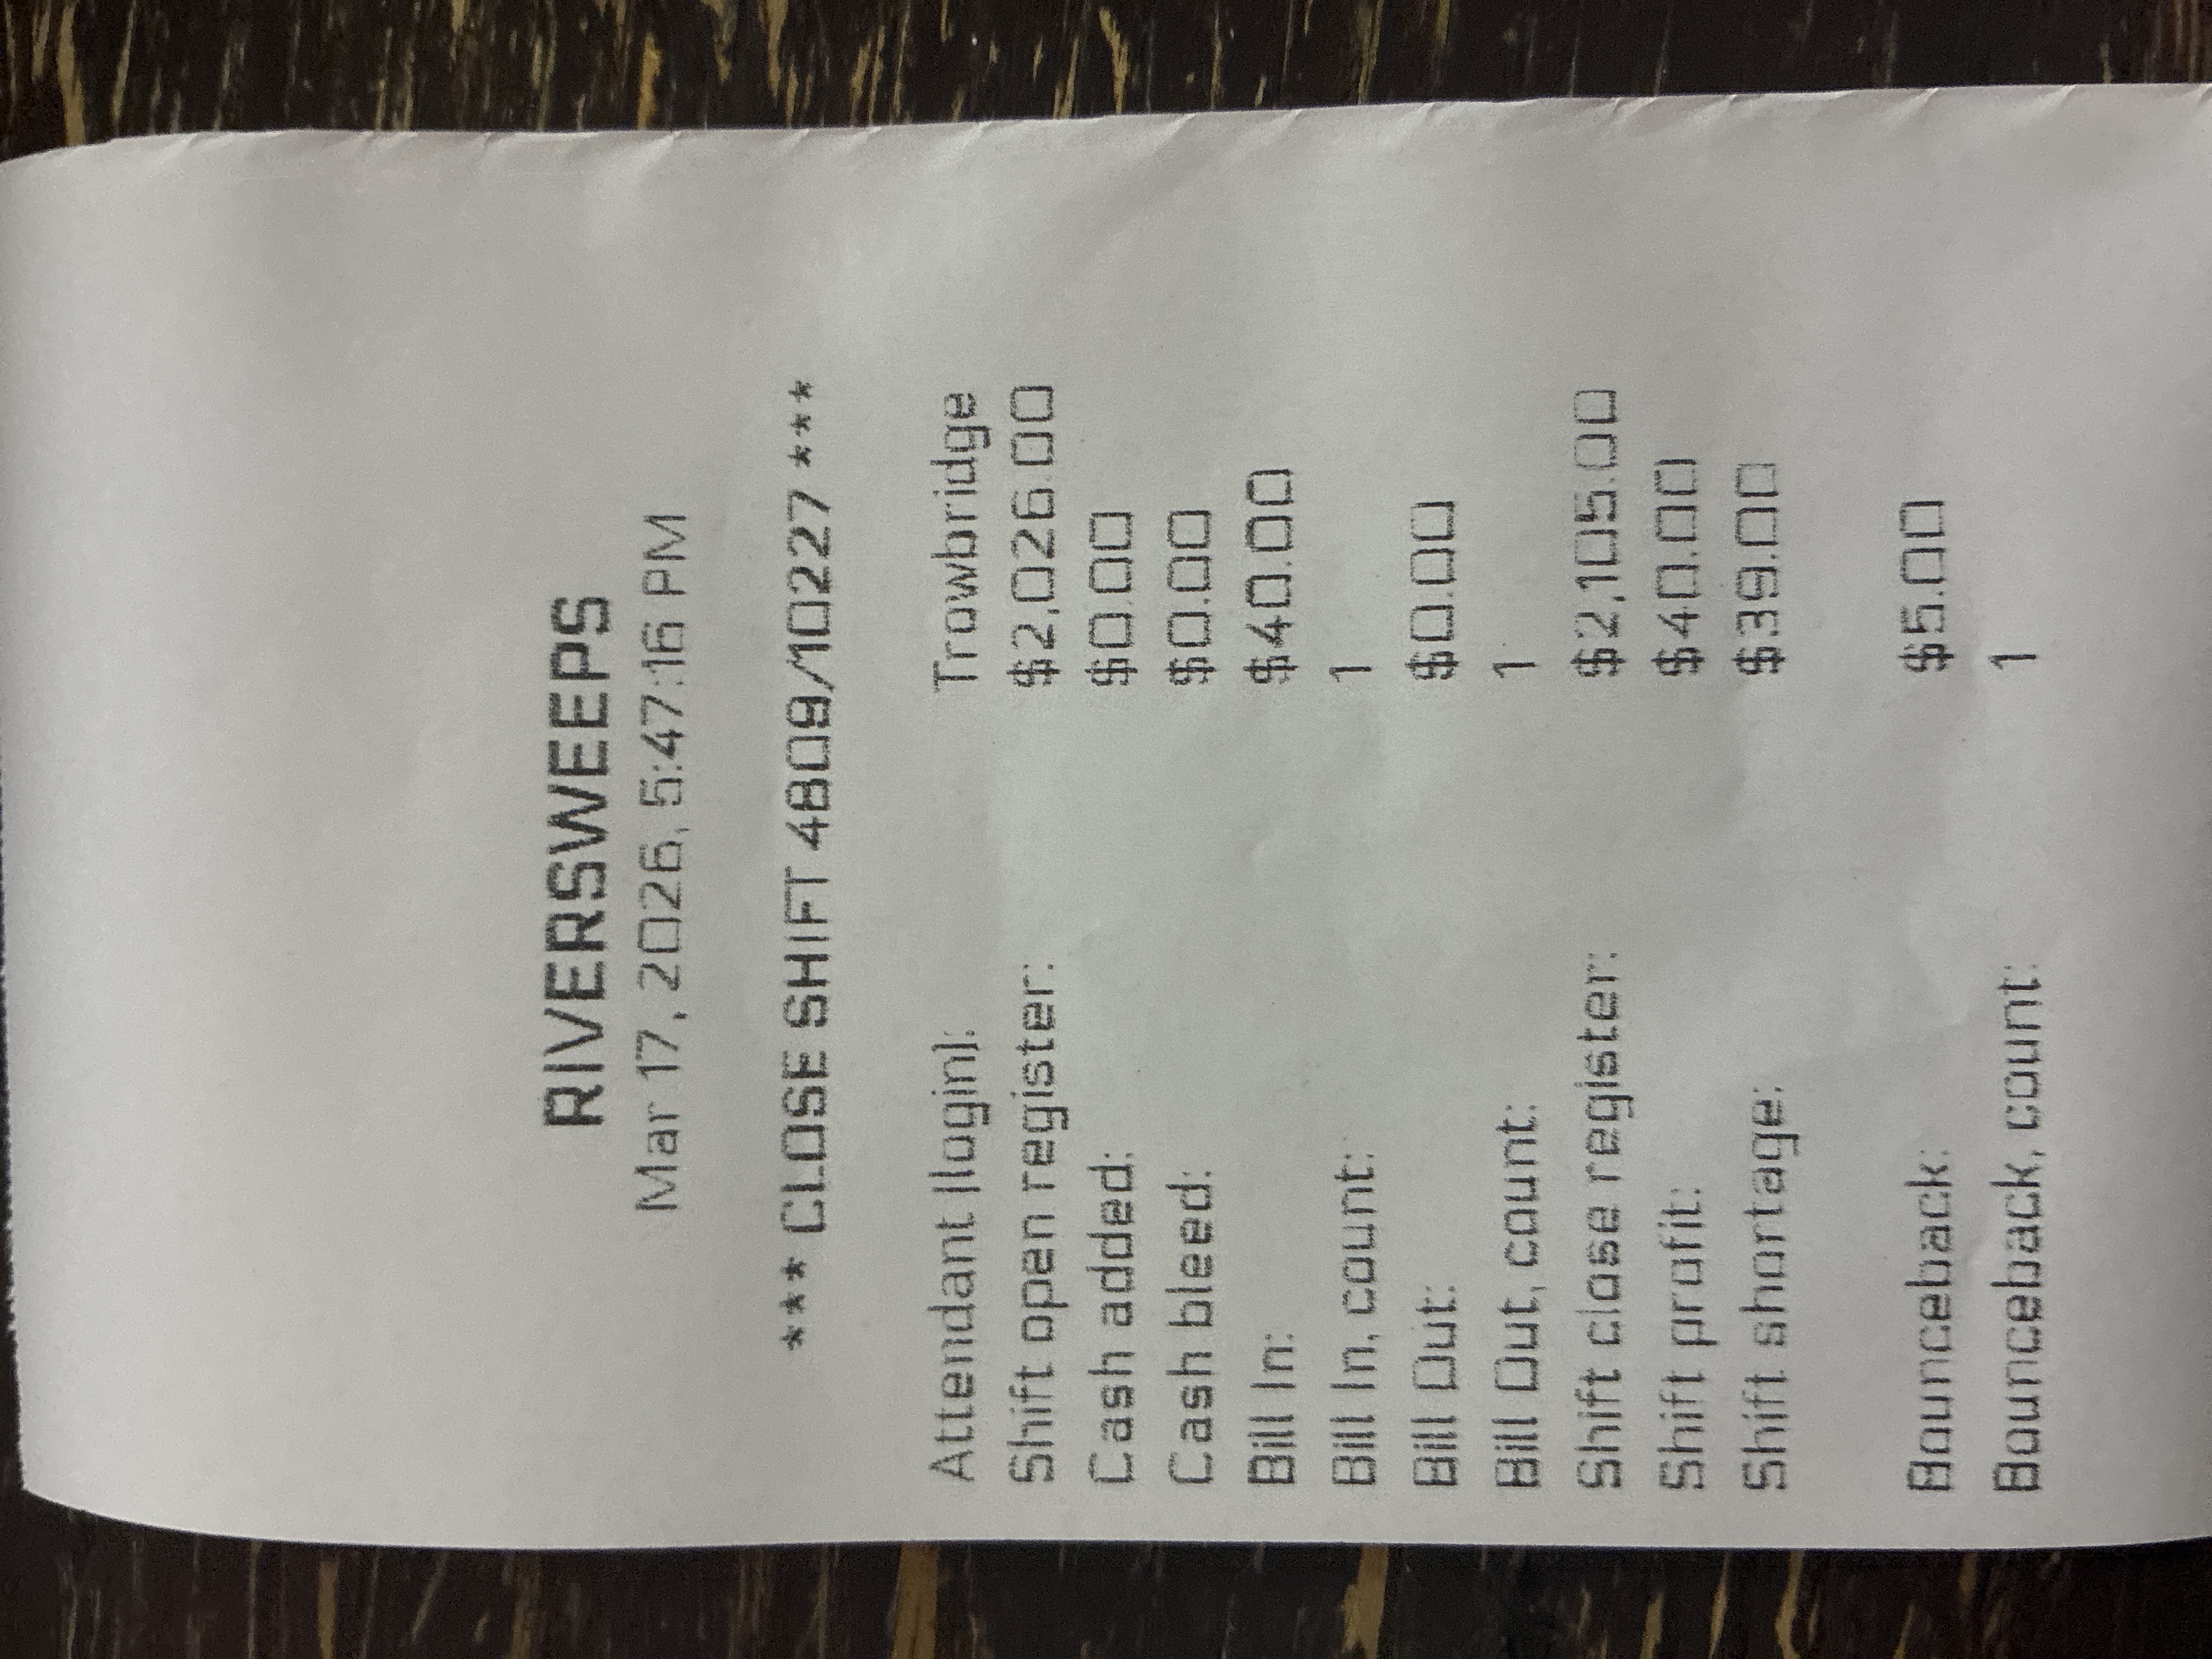 RIVERSWEEPS
Mar 17, 2026, 5:47:16 PM
*** CLOSE SHIFT 4809/10227 ***
Attendant (login): Trowbridge
Shift open register: $2,026.00
Cash added: $0.00
Cash bleed: $0.00
Bill In: $40.00
Bill In, count: 1
Bill Out: $0.00
Bill Out, count: 1
Shift close register: $2,105.00
Shift profit: $40.00
Shift shortage: $39.00
Bounceback: $5.00
Bounceback, count: 1